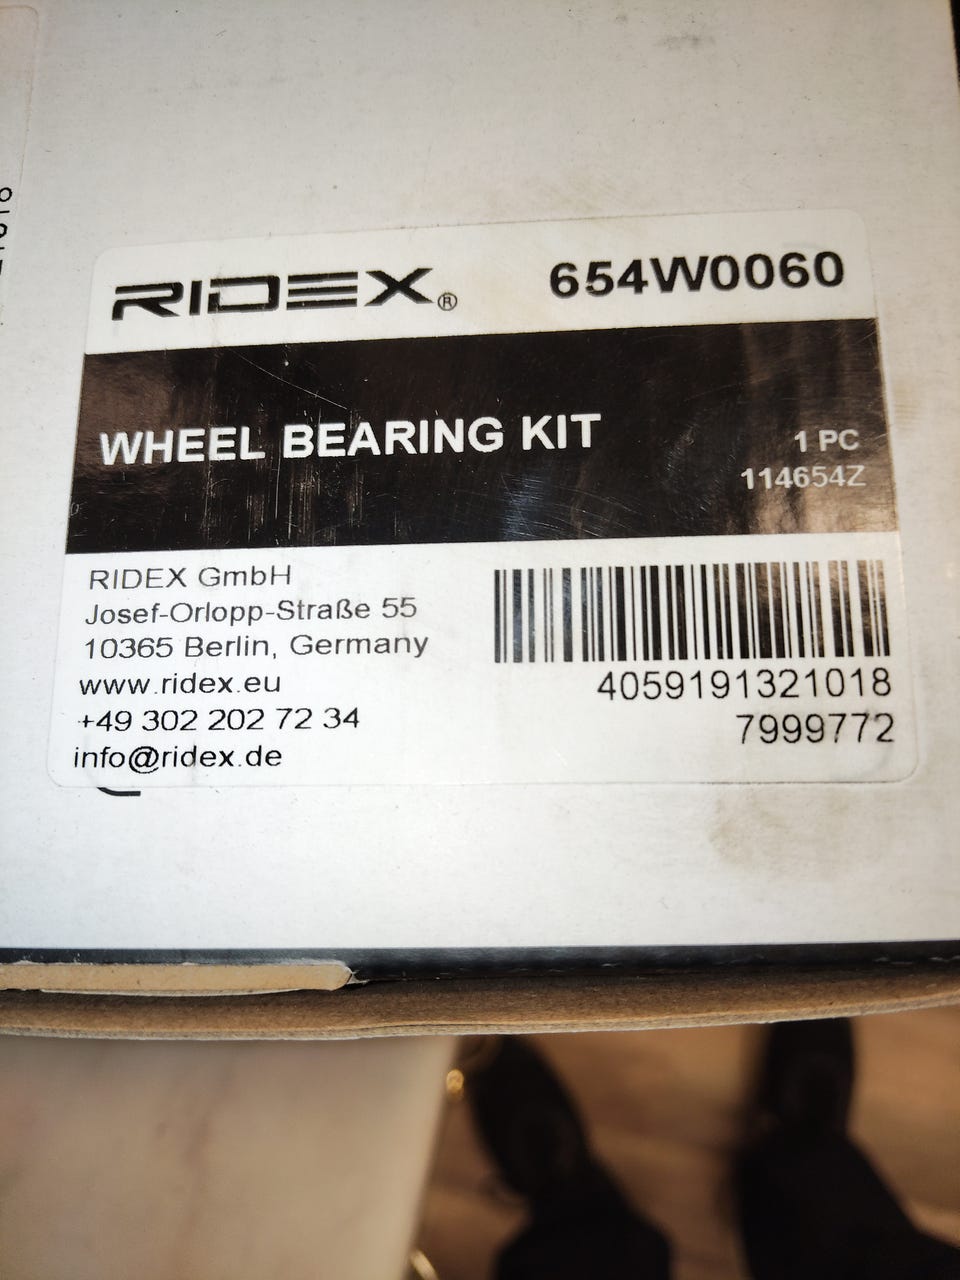 RIDEX®
654W0060
WHEEL BEARING KIT
1 PC
114654Z
RIDEX GmbH
Josef-Orlopp-Straße 55
10365 Berlin, Germany
www.ridex.eu
+49 302 202 72 34
info@ridex.de
4059191321018
7999772